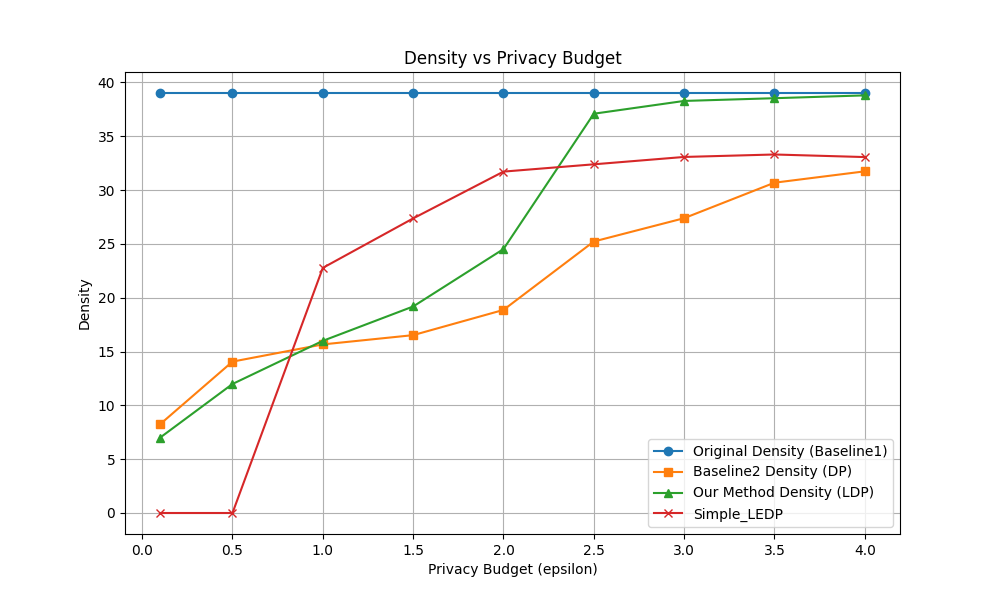 Density vs Privacy Budget
Density
40
35
30
25
20
15
10
5
0
0.0 0.5 1.0 1.5 2.0 2.5 3.0 3.5 4.0
Privacy Budget (epsilon)
Original Density (Baseline1)
Baseline2 Density (DP)
Our Method Density (LDP)
Simple_LEDP